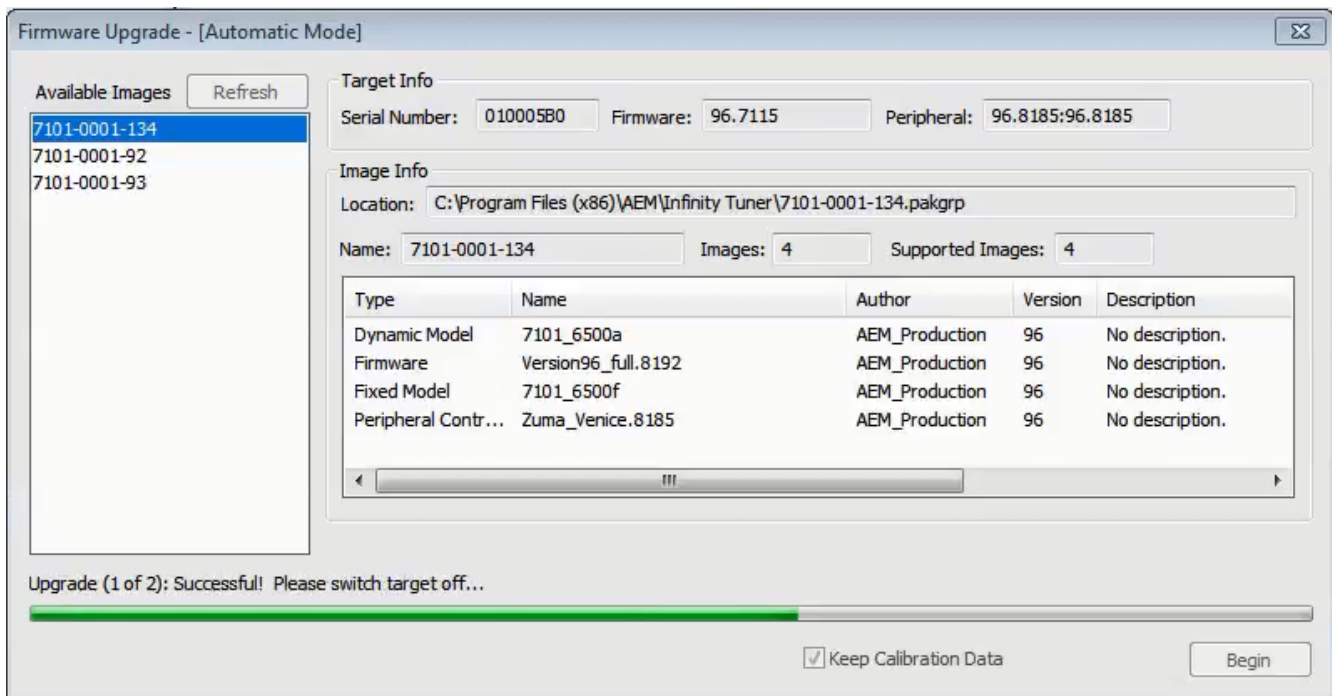 Firmware Upgrade - [Automatic Mode]
Available Images Refresh
7101-0001-134
7101-0001-92
7101-0001-93
Target Info
Serial Number: 010005B0 Firmware: 96.7115 Peripheral: 96.8185:96.8185
Image Info
Location: C:\Program Files (x86)\AEM\Infinity Tuner\7101-0001-134.pakgrp
Name: 7101-0001-134 Images: 4 Supported Images: 4
Type Name Author Version Description
Dynamic Model 7101_6500a AEM_Production 96 No description.
Firmware Version96_full.8192 AEM_Production 96 No description.
Fixed Model 7101_6500f AEM_Production 96 No description.
Peripheral Contr... Zuma_Venice.8185 AEM_Production 96 No description.
Upgrade (1 of 2): Successful! Please switch target off...
Keep Calibration Data Begin